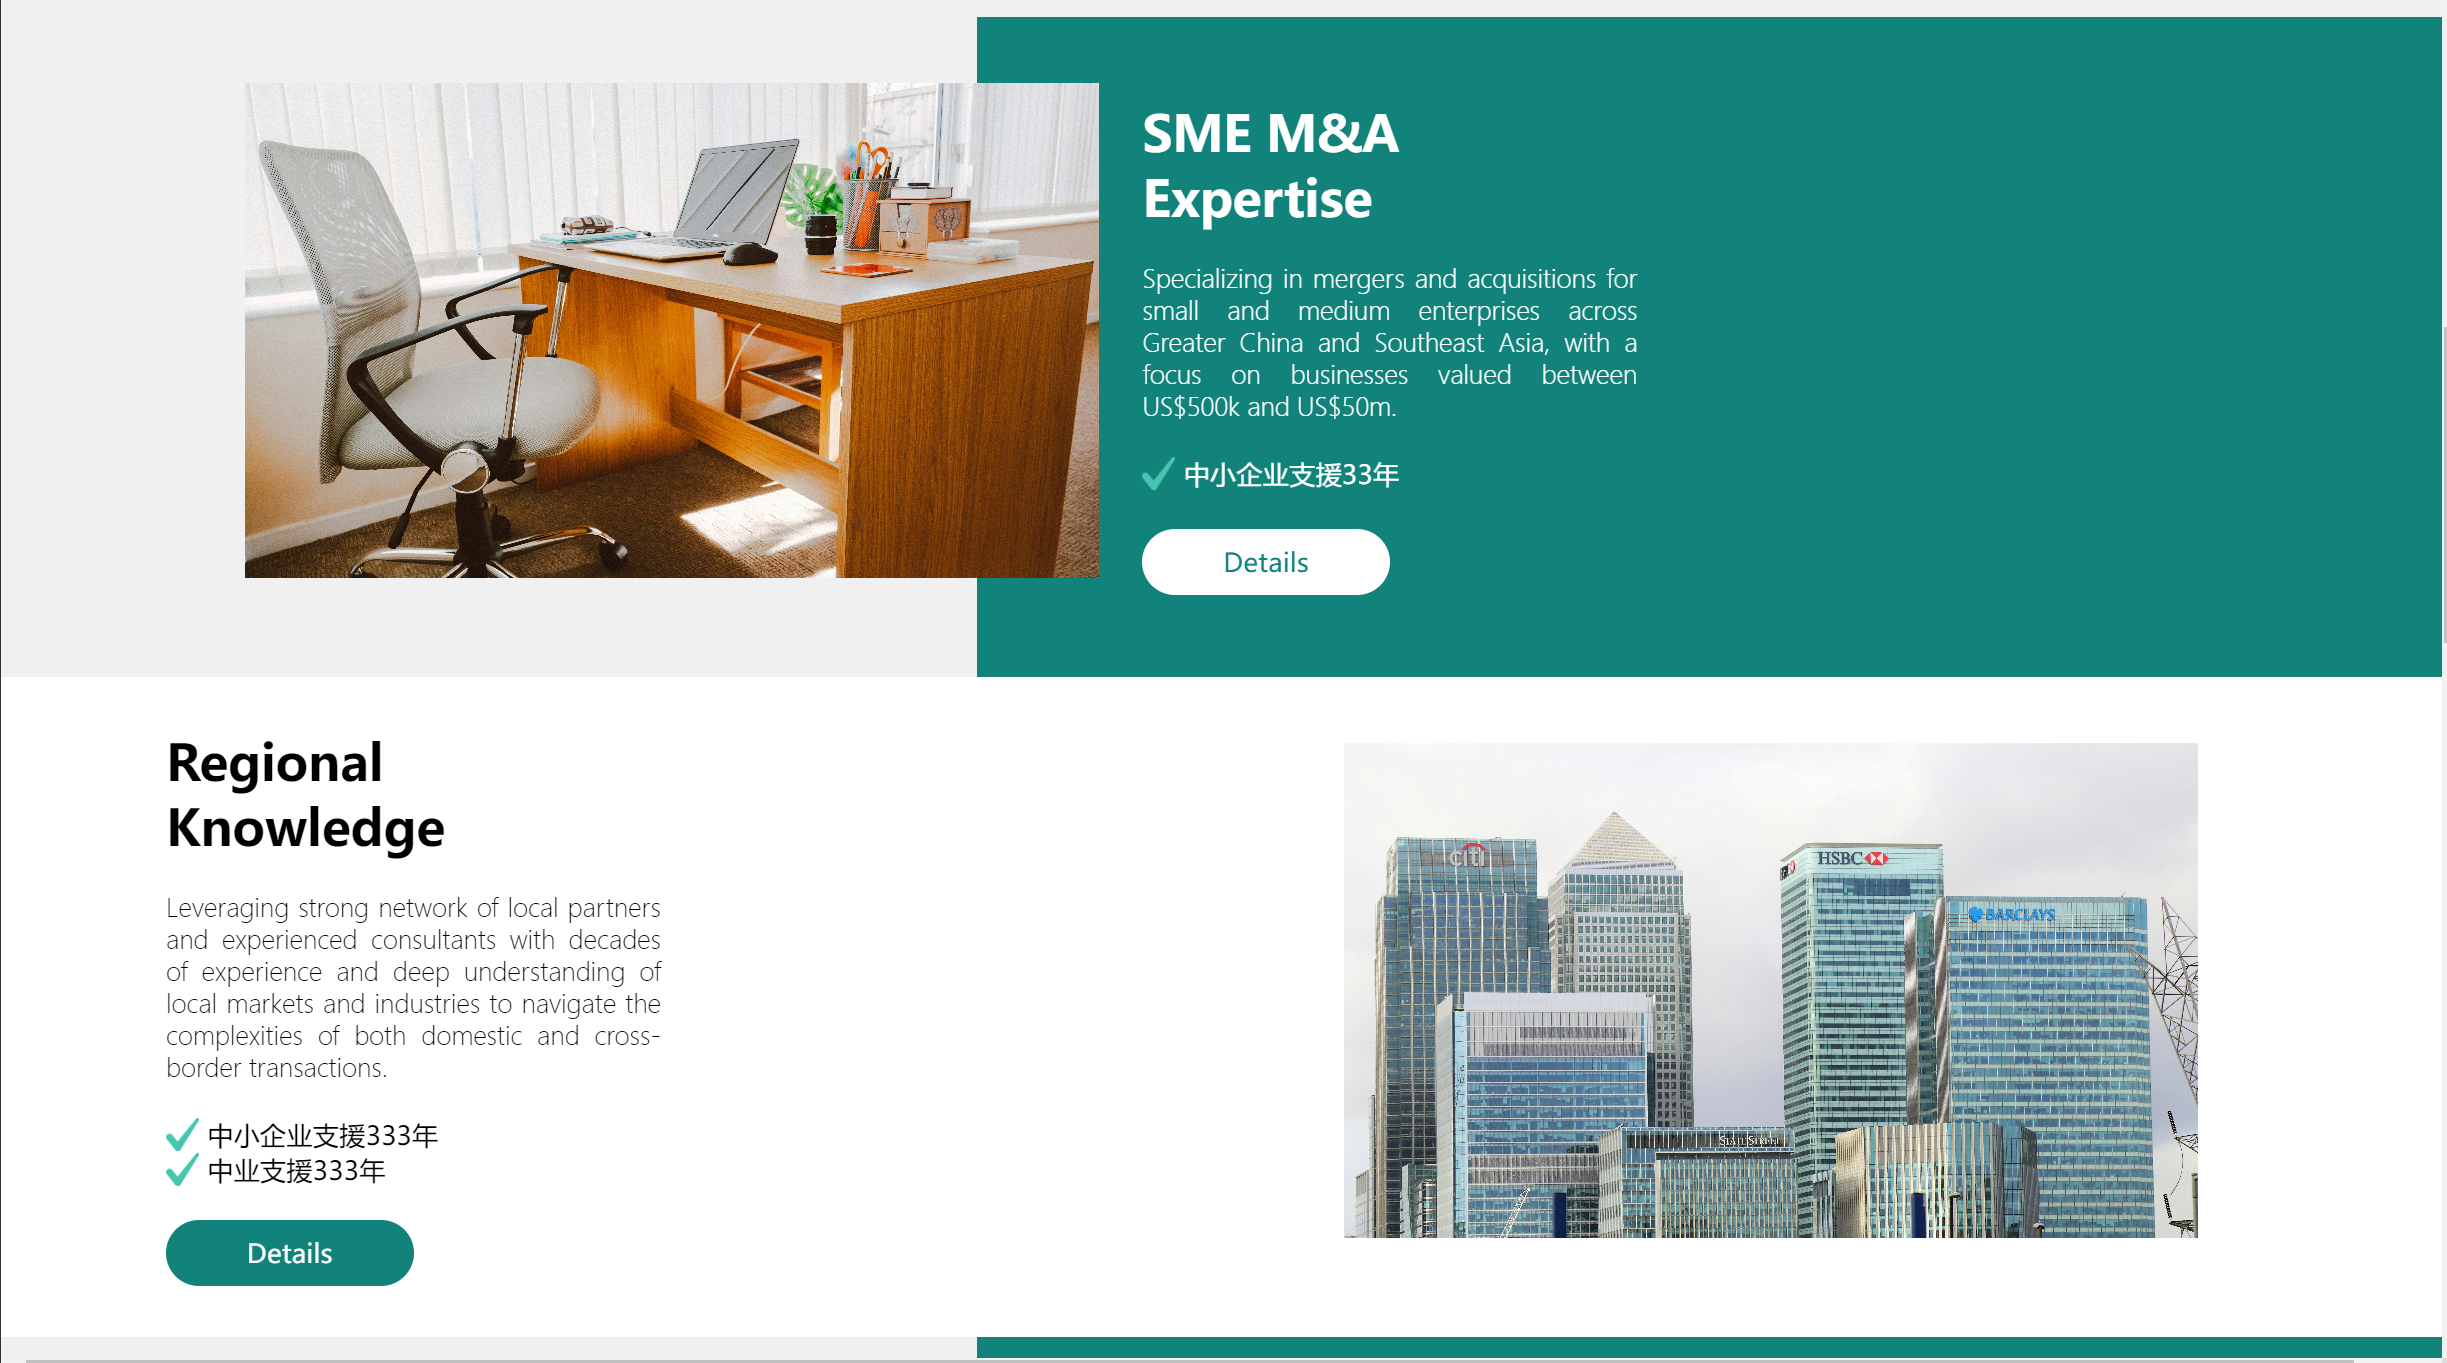 SME M&A
Expertise
Specializing in mergers and acquisitions for
small and medium enterprises across
Greater China and Southeast Asia, with a
focus on businesses valued between
US$500k and US$50m.
中小企业支援33年
Details
Regional
Knowledge
Leveraging strong network of local partners
and experienced consultants with decades
of experience and deep understanding of
local markets and industries to navigate the
complexities of both domestic and cross-
border transactions.
中小企业支援333年
中业支援333年
Details
citi
HSBC
BARCLAYS
STATE STREET